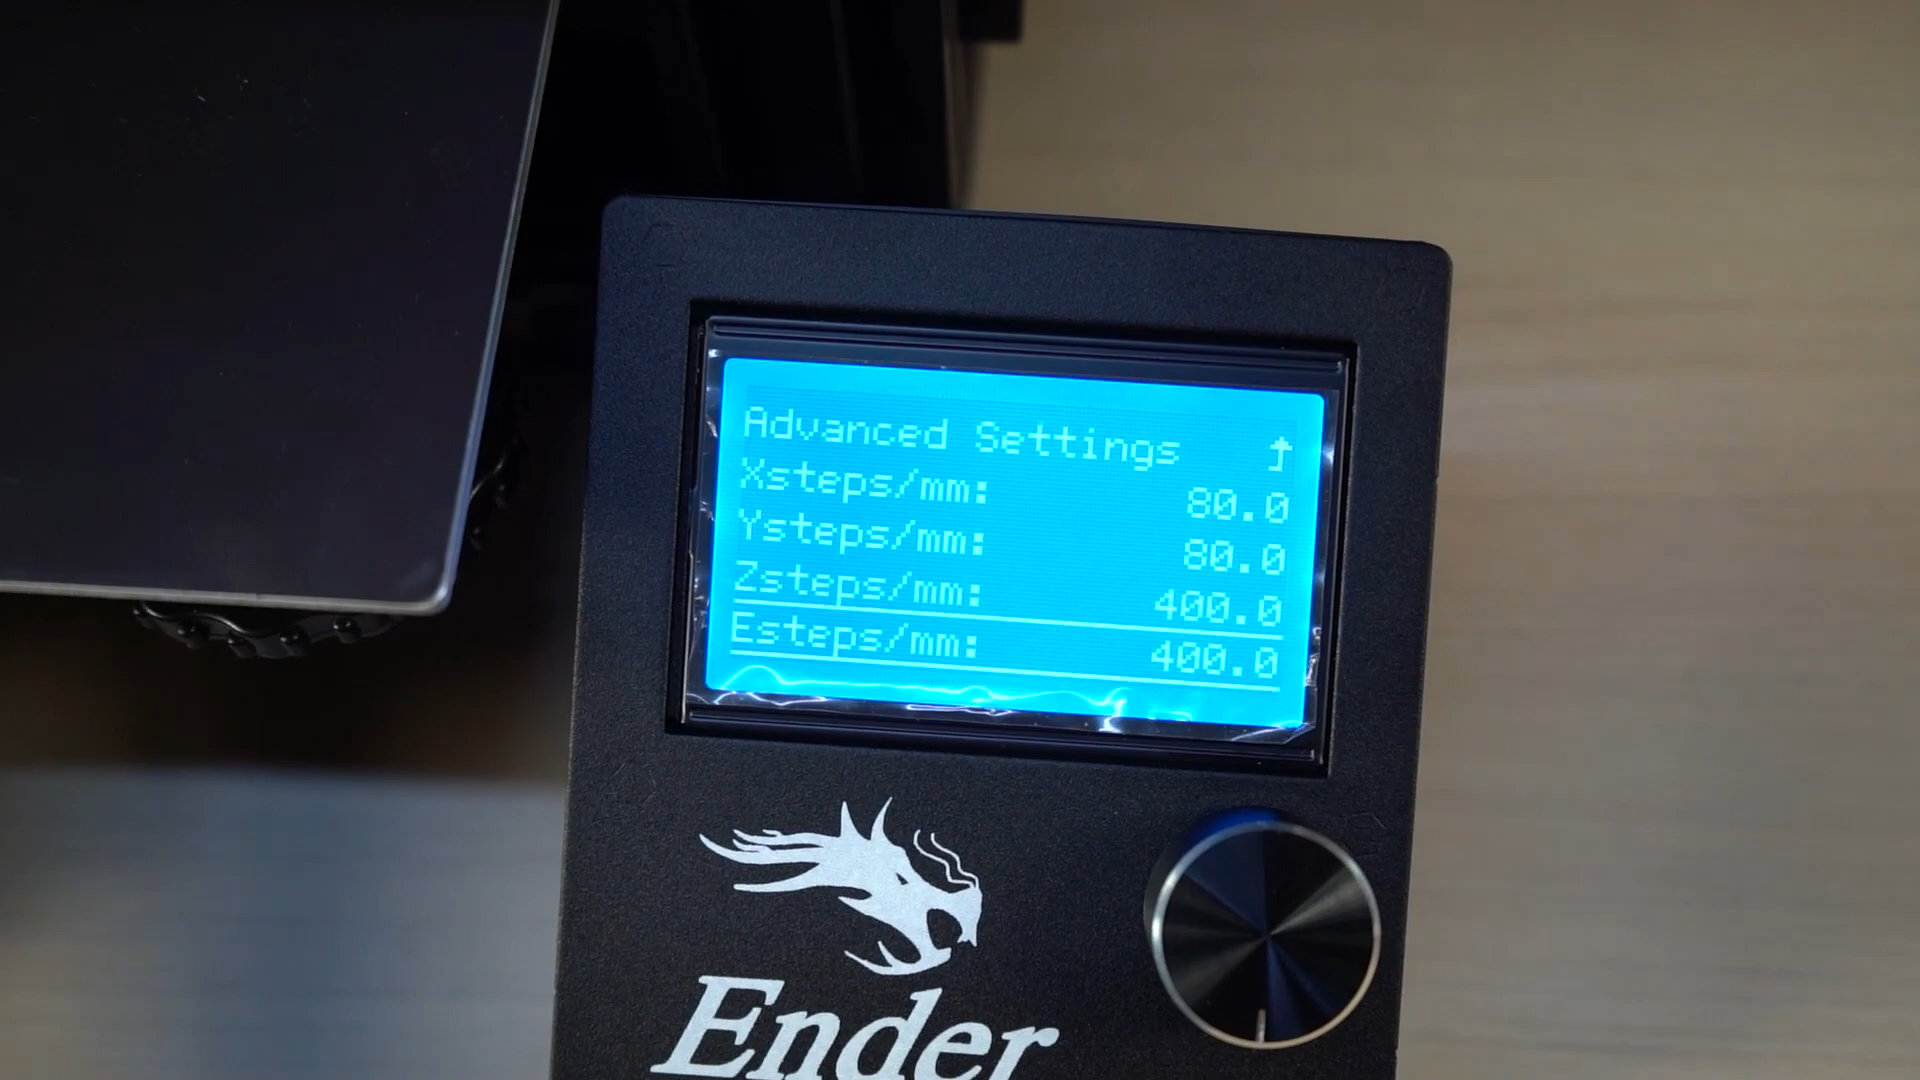 Advanced Settings
Xsteps/mm: 80.0
Ysteps/mm: 80.0
Zsteps/mm: 400.0
Esteps/mm: 400.0
Ender